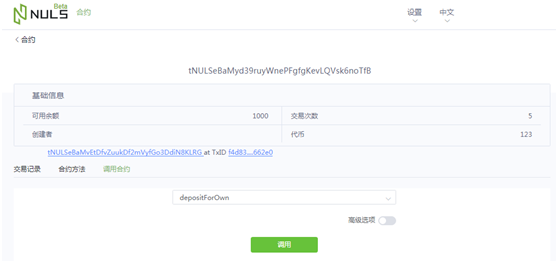 NULS Beta 合约 设置 中文
< 合约
tNULSeBaMyd39ruyWnePFgfgKevLQVsk6noTfB
基础信息
可用余额 1000 交易次数 5
创建者 代币 123
tNULSeBaMvEtDfvZuukDf2mVyfGo3DdiN8KLRG at TxID f4d83....662e0
交易记录 合约方法 调用合约
depositForOwn
高级选项
调用